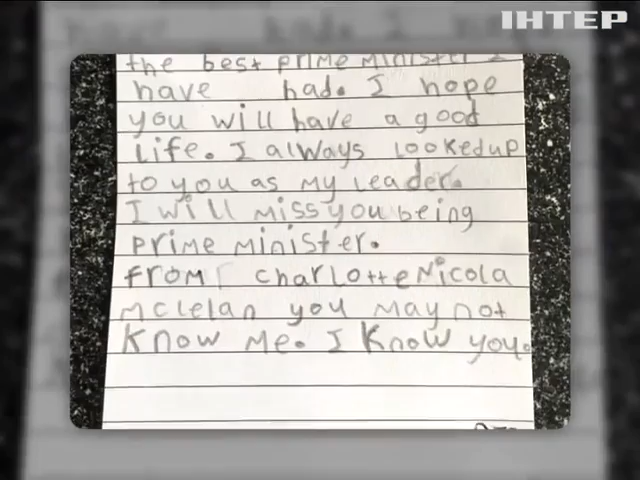 ІНТЕР
the best prime minister I
have had. I hope
you will have a good
life. I always lookedup
to you as my leader.
I will miss you being
prime minister.
from charlotte Nicola
mclelan you may not
know me. I know you.